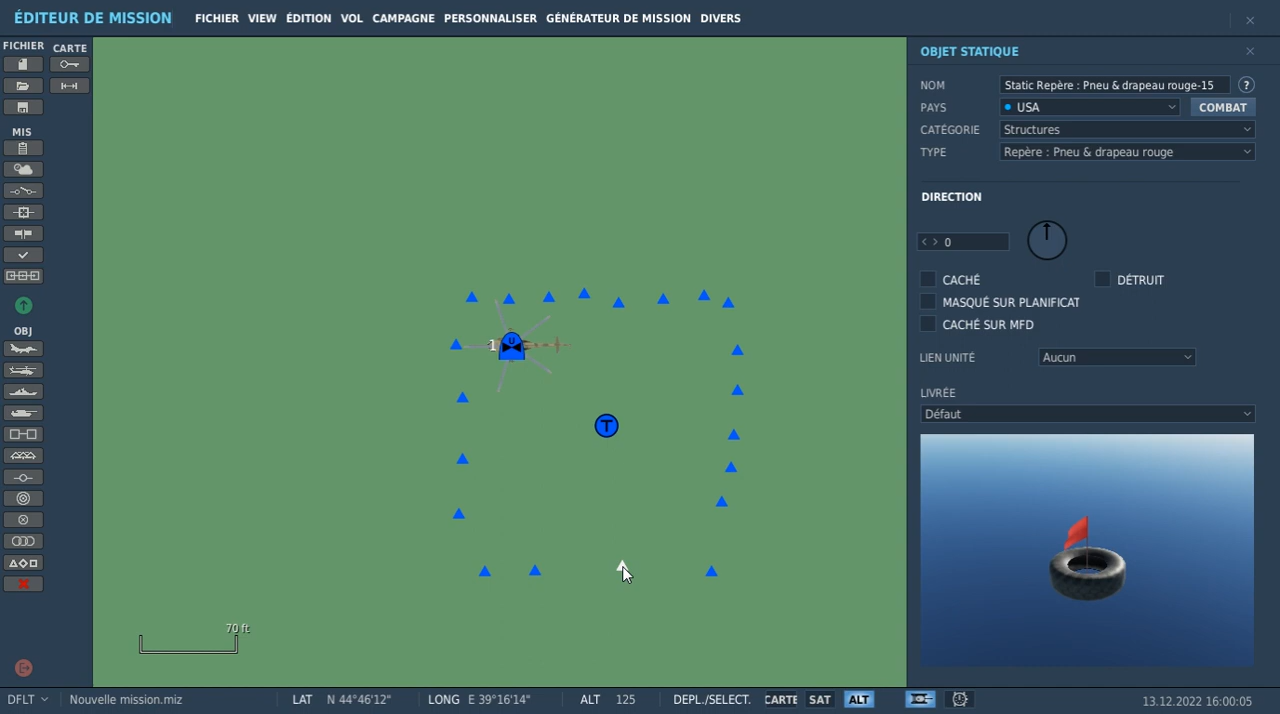 ÉDITEUR DE MISSION
FICHIER VIEW ÉDITION VOL CAMPAGNE PERSONNALISER GÉNÉRATEUR DE MISSION DIVERS
FICHIER CARTE
MIS
OBJ
1
U
T
70 ft
OBJET STATIQUE
NOM Static Repère : Pneu & drapeau rouge-15 ?
PAYS USA COMBAT
CATÉGORIE Structures
TYPE Repère : Pneu & drapeau rouge
DIRECTION
0
CACHÉ DÉTRUIT
MASQUÉ SUR PLANIFICAT
CACHÉ SUR MFD
LIEN UNITÉ Aucun
LIVRÉE
Défaut
DFLT Nouvelle mission.miz LAT N 44°46'12" LONG E 39°16'14" ALT 125 DEPL./SELECT. CARTE SAT ALT 13.12.2022 16:00:05